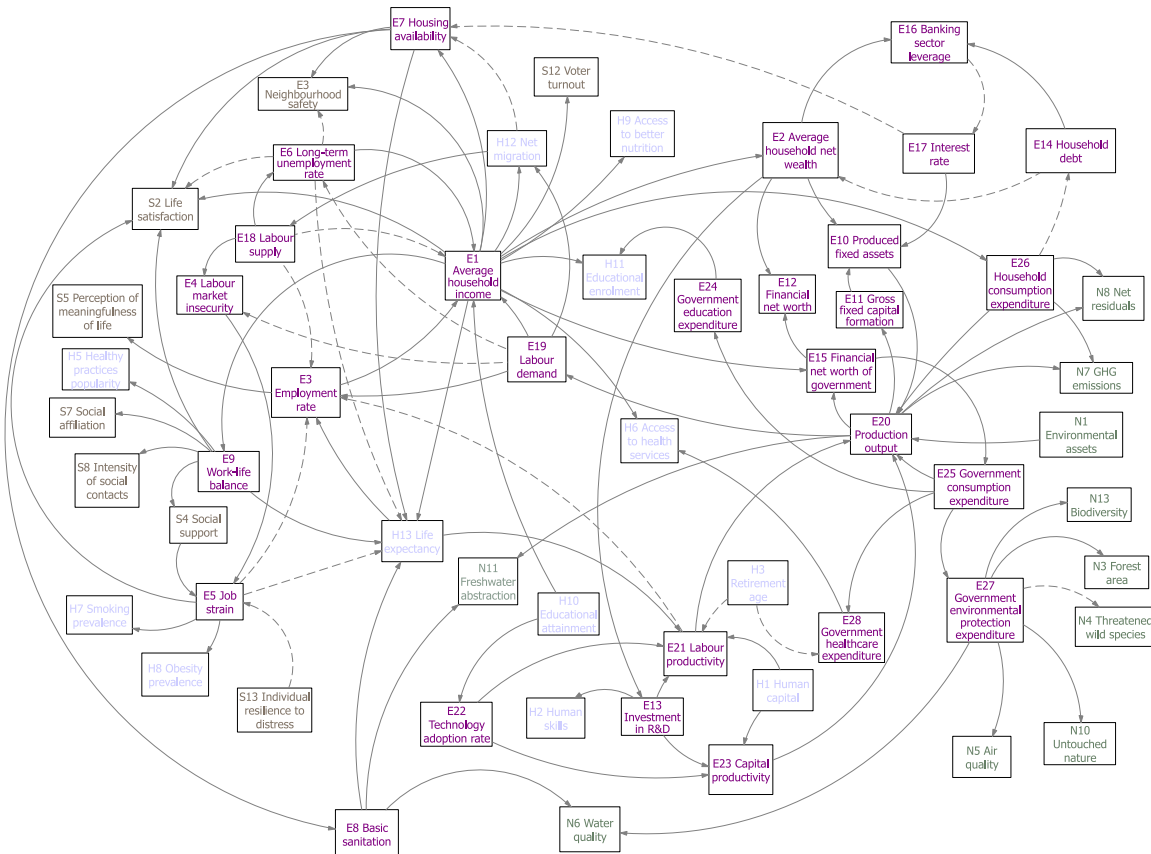 E7 Housing
availability
E16 Banking
sector
leverage
S12 Voter
turnout
E3
Neighbourhood
safety
H9 Access
to better
nutrition
H12 Net
migration
E2 Average
household net
wealth
E17 Interest
rate
E14 Household
debt
E6 Long-term
unemployment
rate
S2 Life
satisfaction
E18 Labour
supply
E10 Produced
fixed assets
E1
Average
household
income
H11
Educational
enrolment
E26
Household
consumption
expenditure
E4 Labour
market
insecurity
S5 Perception of
meaningfulness
of life
E24
Government
education
expenditure
E12
Financial
net worth
E11 Gross
fixed capital
formation
N8 Net
residuals
H5 Healthy
practices
popularity
E19
Labour
demand
E15 Financial
net worth of
government
N7 GHG
emissions
E3
Employment
rate
S7 Social
affiliation
H6 Access
to health
services
E20
Production
output
N1
Environmental
assets
S8 Intensity
of social
contacts
E9
Work-life
balance
E25 Government
consumption
expenditure
N13
Biodiversity
S4 Social
support
H13 Life
expectancy
N11
Freshwater
abstraction
H3
Retirement
age
N3 Forest
area
E5 Job
strain
H7 Smoking
prevalence
H10
Educational
attainment
E27
Government
environmental
protection
expenditure
N4 Threatened
wild species
H8 Obesity
prevalence
E21 Labour
productivity
E28
Government
healthcare
expenditure
H1 Human
capital
S13 Individual
resilience to
distress
E22
Technology
adoption rate
H2 Human
skills
E13
Investment
in R&D
N10
Untouched
nature
N5 Air
quality
E23 Capital
productivity
E8 Basic
sanitation
N6 Water
quality